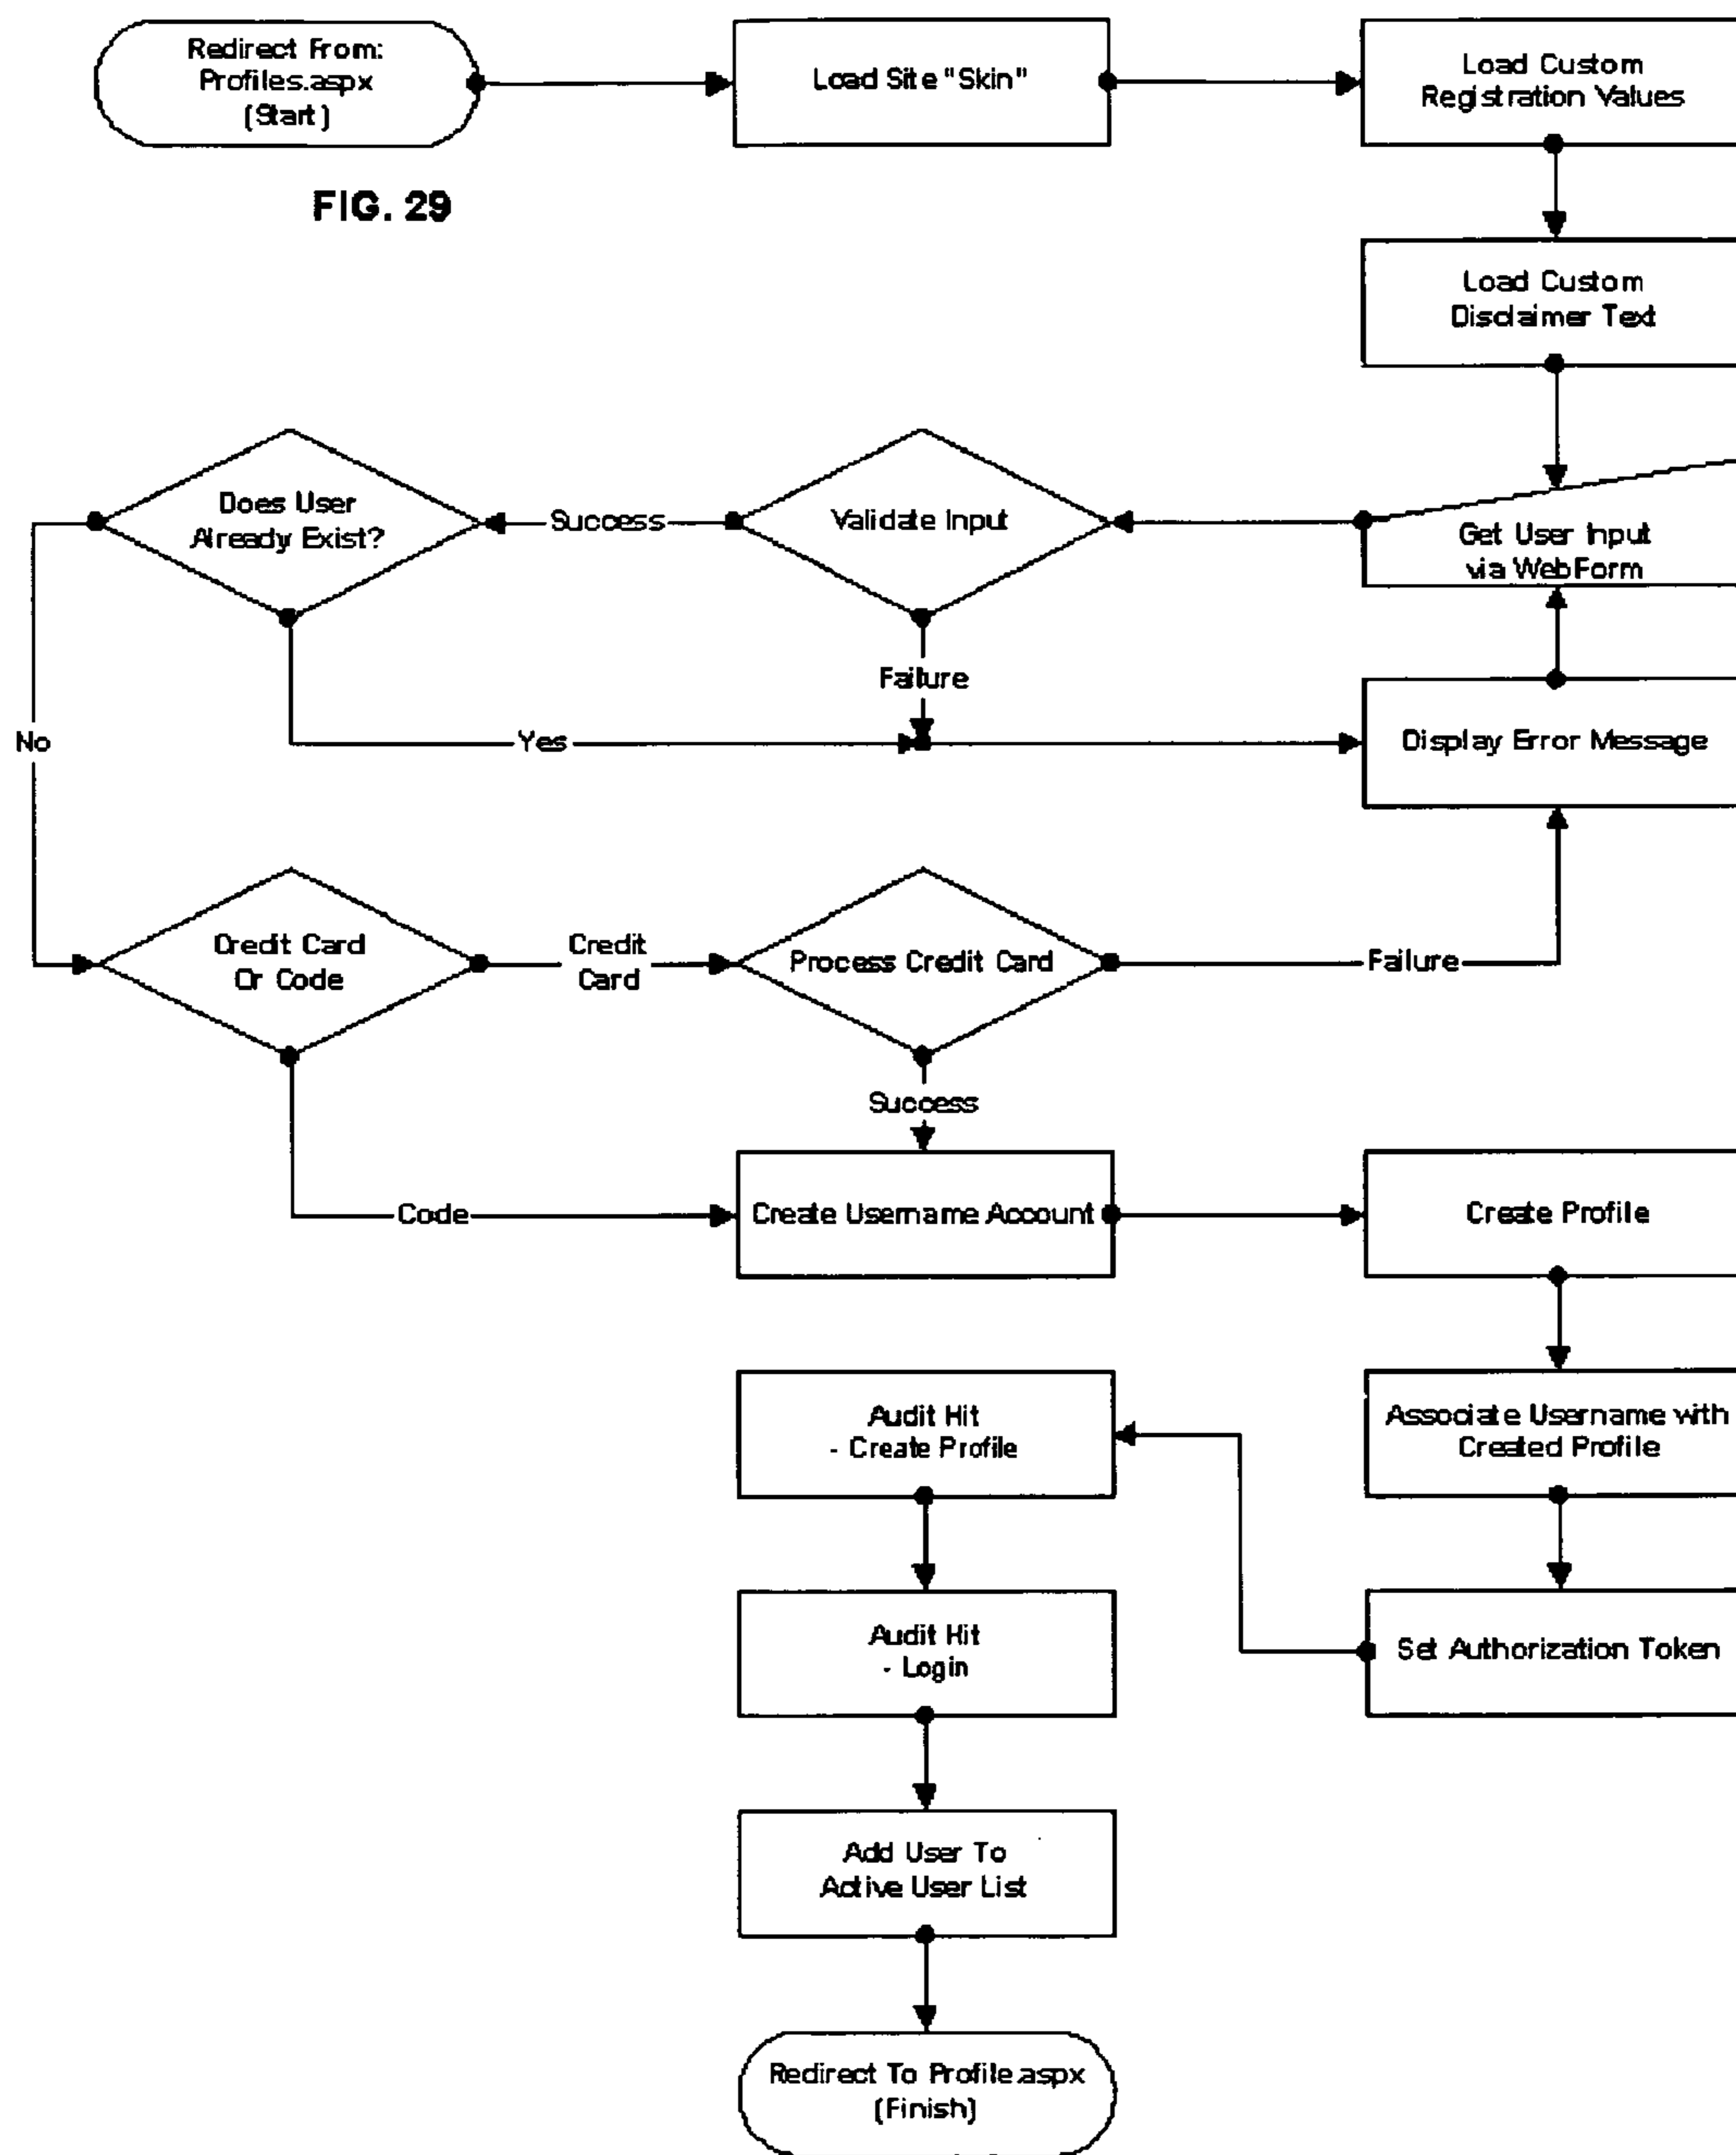 Redirect From:
Profiles.aspx
(Start)
Load Site "Skin"
Load Custom
Registration Values
FIG. 29
Load Custom
Disclaimer Text
Does User
Already Exist?
Success
Validate Input
Get User Input
via WebForm
Failure
No
Yes
Display Error Message
Credit Card
Or Code
Credit
Card
Process Credit Card
Failure
Success
Code
Create Username Account
Create Profile
Audit Hit
- Create Profile
Associate Username with
Created Profile
Audit Hit
- Login
Set Authorization Token
Add User To
Active User List
Redirect To Profile.aspx
(Finish)